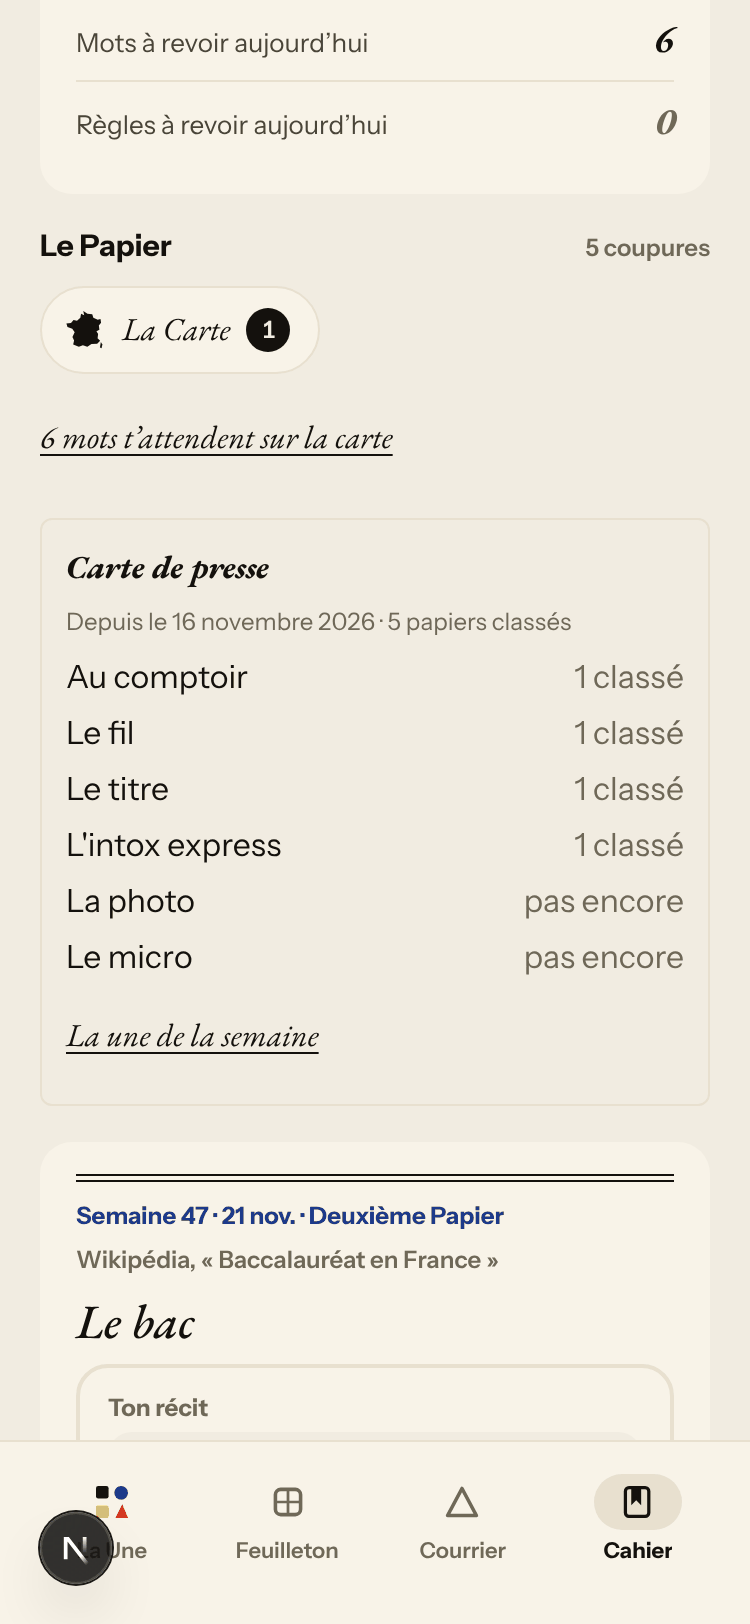 Mots à revoir aujourd’hui 6
Règles à revoir aujourd’hui 0
Le Papier 5 coupures
La Carte 1
6 mots t’attendent sur la carte
Carte de presse
Depuis le 16 novembre 2026 · 5 papiers classés
Au comptoir 1 classé
Le fil 1 classé
Le titre 1 classé
L'intox express 1 classé
La photo pas encore
Le micro pas encore
La une de la semaine
Semaine 47 · 21 nov. · Deuxième Papier
Wikipédia, « Baccalauréat en France »
Le bac
Ton récit
N Une Feuilleton Courrier Cahier